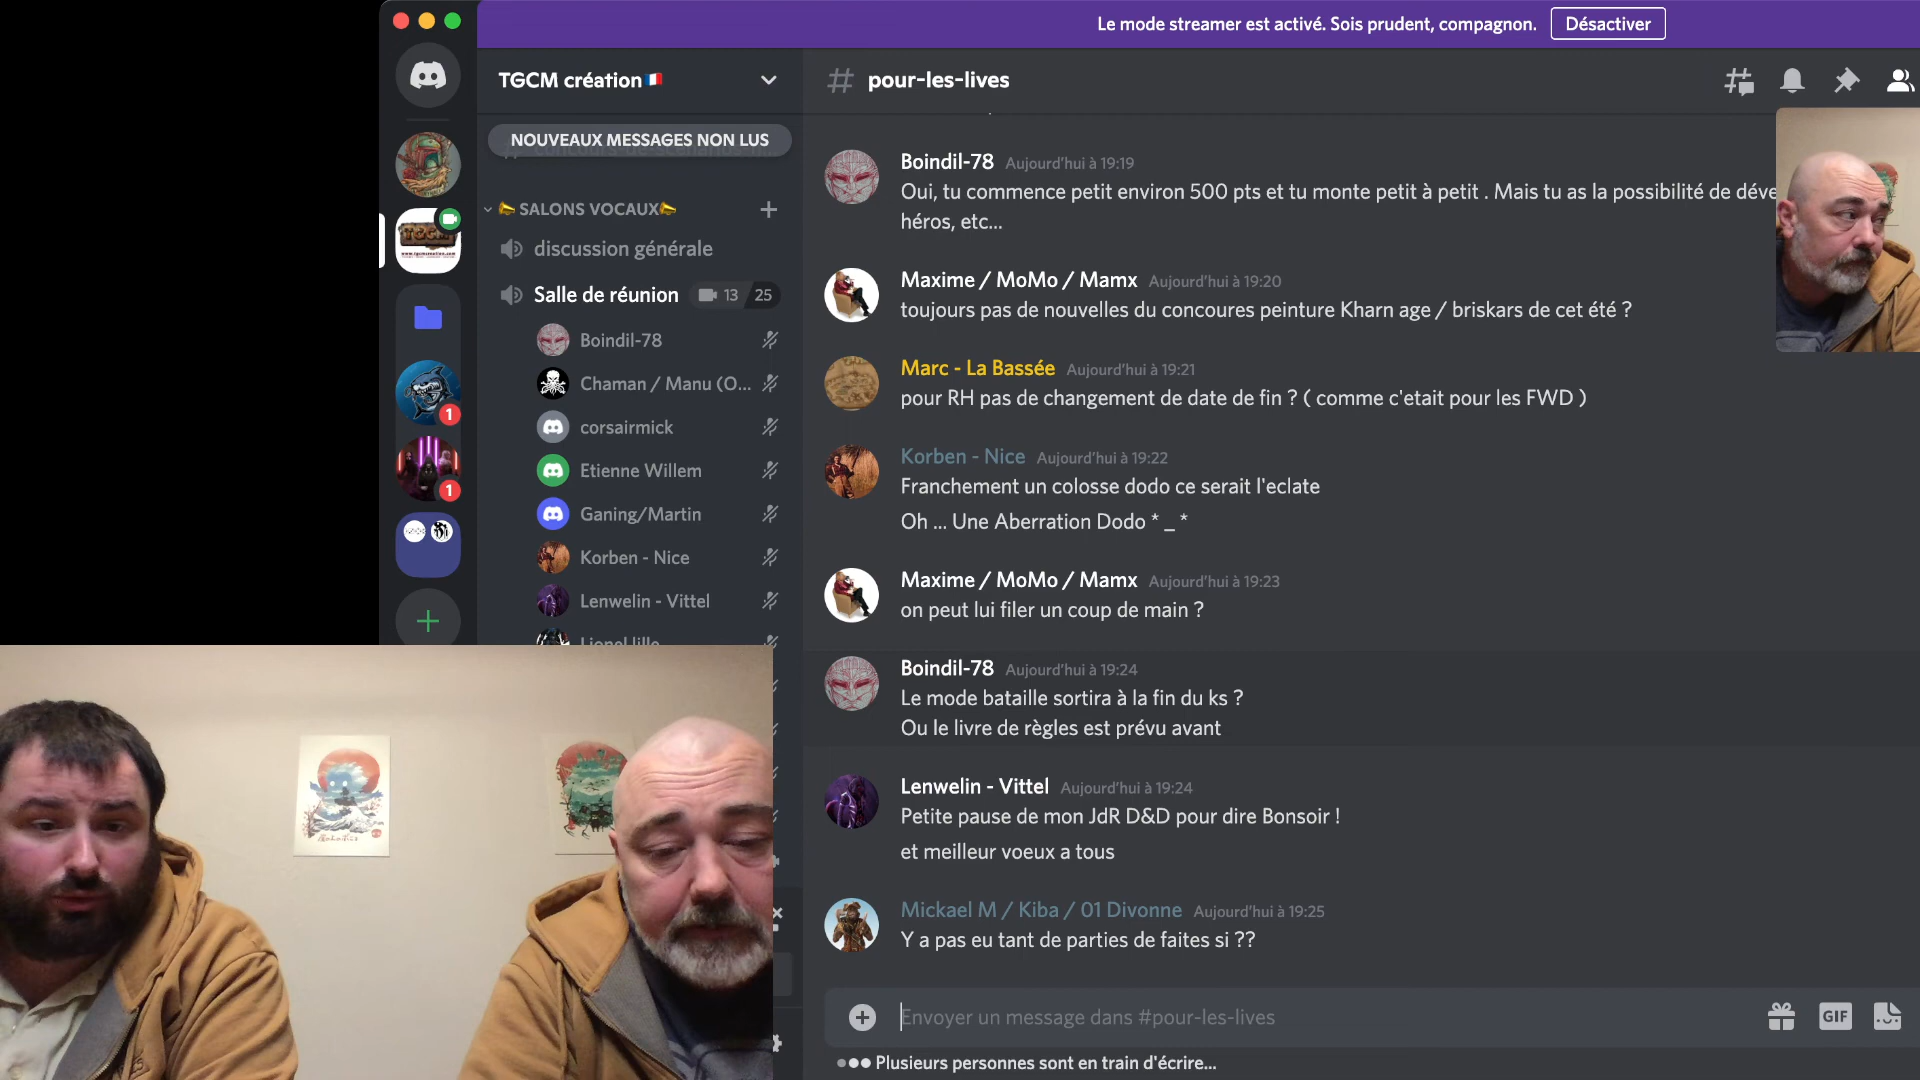 Le mode streamer est activé. Sois prudent, compagnon.
Désactiver
TGCM création
pour-les-lives
NOUVEAUX MESSAGES NON LUS
SALONS VOCAUX
discussion générale
Salle de réunion 13 25
Boindil-78
Chaman / Manu (O...
corsairmick
Etienne Willem
Ganing/Martin
Korben - Nice
Lenwelin - Vittel
Lionel lille
1
1
Boindil-78 Aujourd'hui à 19:19
Oui, tu commence petit environ 500 pts et tu monte petit à petit . Mais tu as la possibilité de déve
héros, etc...
Maxime / MoMo / Mamx Aujourd'hui à 19:20
toujours pas de nouvelles du concoures peinture Kharn age / briskars de cet été ?
Marc - La Bassée Aujourd'hui à 19:21
pour RH pas de changement de date de fin ? ( comme c'etait pour les FWD )
Korben - Nice Aujourd'hui à 19:22
Franchement un colosse dodo ce serait l'eclate
Oh ... Une Aberration Dodo * _ *
Maxime / MoMo / Mamx Aujourd'hui à 19:23
on peut lui filer un coup de main ?
Boindil-78 Aujourd'hui à 19:24
Le mode bataille sortira à la fin du ks ?
Ou le livre de règles est prévu avant
Lenwelin - Vittel Aujourd'hui à 19:24
Petite pause de mon JdR D&D pour dire Bonsoir !
et meilleur voeux a tous
Mickael M / Kiba / 01 Divonne Aujourd'hui à 19:25
Y a pas eu tant de parties de faites si ??
Envoyer un message dans #pour-les-lives
GIF
Plusieurs personnes sont en train d'écrire...